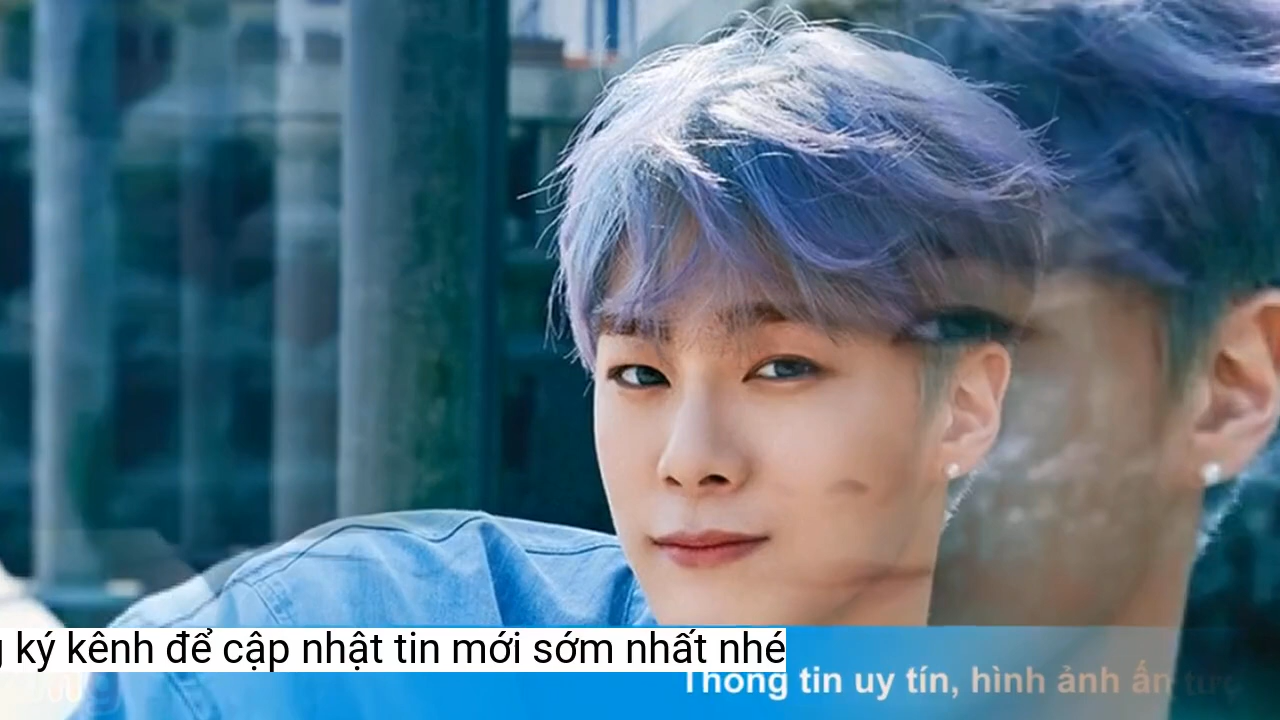 ký kênh để cập nhật tin mới sớm nhất nhé
Thông tin uy tín, hình ảnh ấn